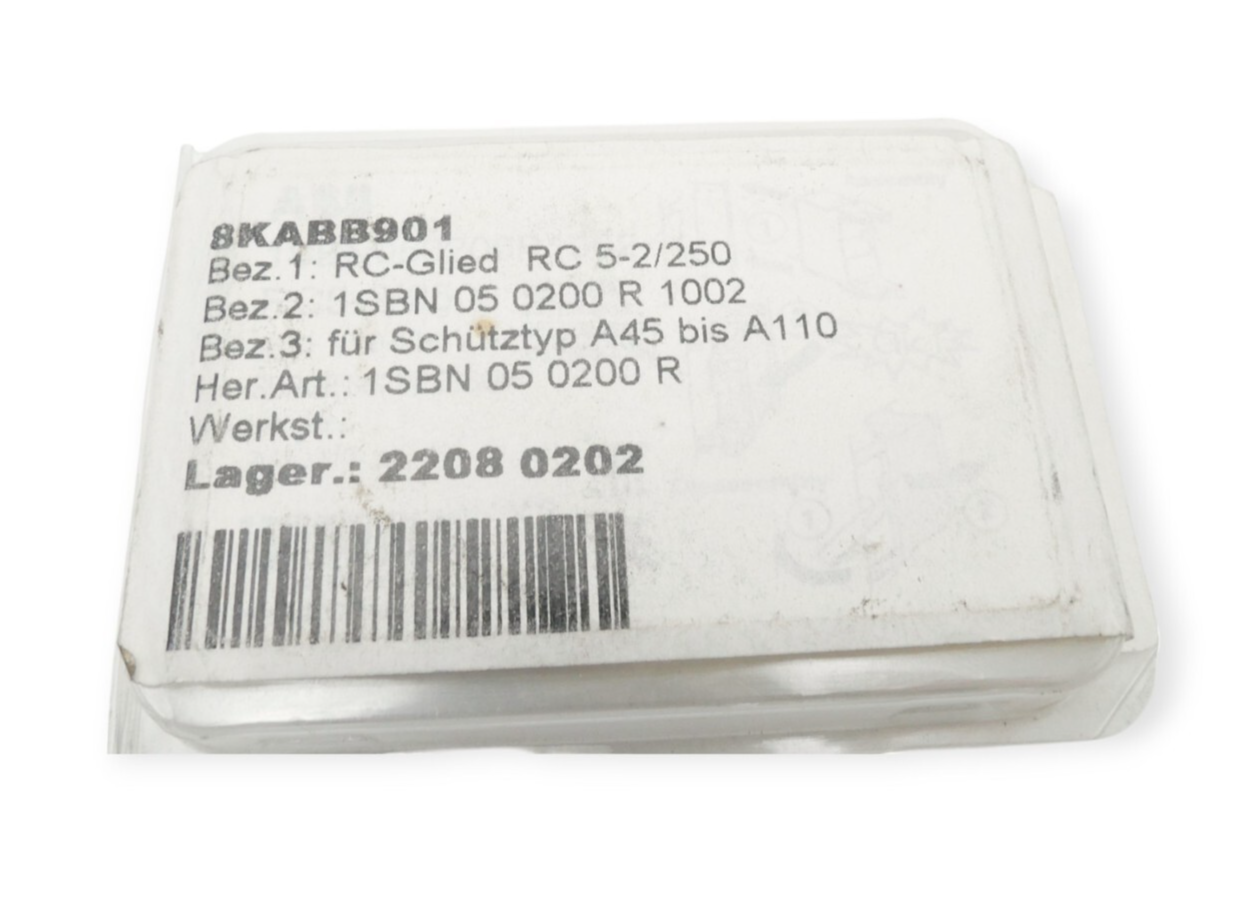 8KABB901
Bez.1: RC-Glied RC 5-2/250
Bez.2: 1SBN 05 0200 R 1002
Bez.3: für Schütztyp A45 bis A110
Her.Art.: 1SBN 05 0200 R
Werkst.:
Lager.: 2208 0202